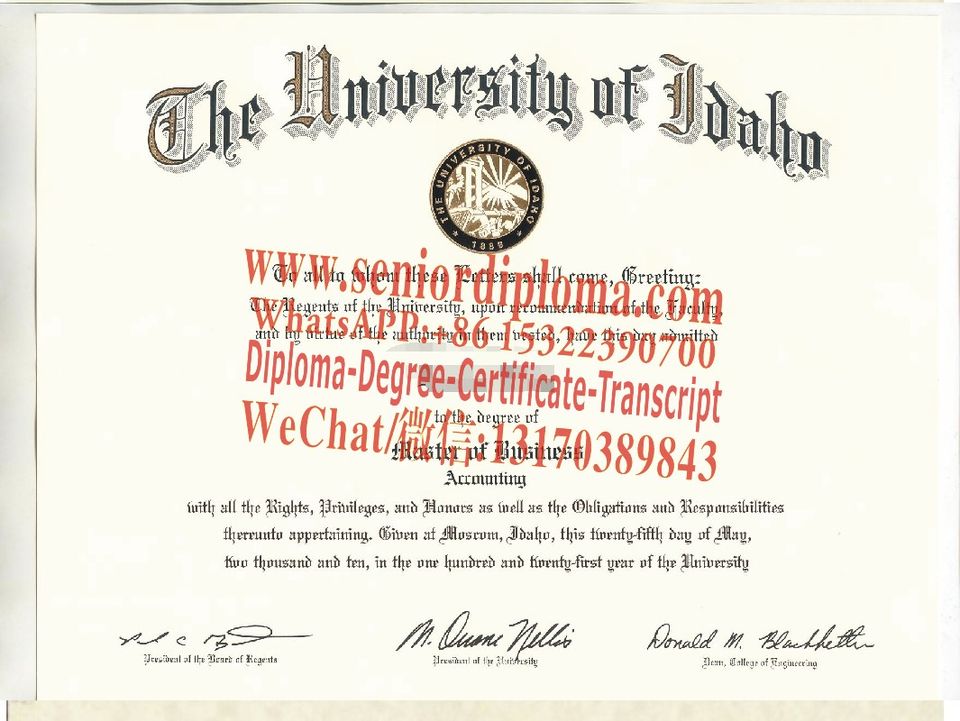 The University of Idaho
THE UNIVERSITY OF IDAHO
1889
www.seniordiploma.com
To all to whom these Letters shall come, Greeting:
The Regents of the University, upon recommendation of the Faculty,
WhatsAPP:+86 15322390700
and by virtue of the authority in them vested, have this day admitted
Diploma-Degree-Certificate-Transcript
to the degree of
WeChat/微信:13170389843
Master of Business
Accounting
with all the Rights, Privileges, and Honors as well as the Obligations and Responsibilities
thereunto appertaining. Given at Moscow, Idaho, this twenty-fifth day of May,
two thousand and ten, in the one hundred and twenty-first year of the University
M. Duane Nellis
Donald M. Blackketter
President of the Board of Regents
President of the University
Dean, College of Engineering